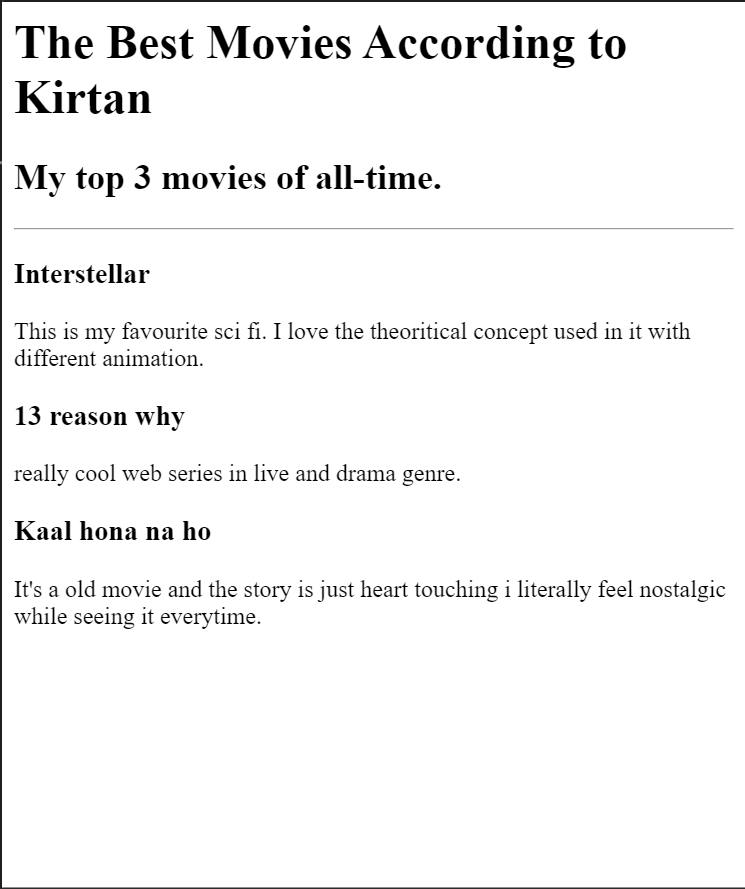 The Best Movies According to
Kirtan
My top 3 movies of all-time.
Interstellar
This is my favourite sci fi. I love the theoritical concept used in it with
different animation.
13 reason why
really cool web series in live and drama genre.
Kaal hona na ho
It's a old movie and the story is just heart touching i literally feel nostalgic
while seeing it everytime.